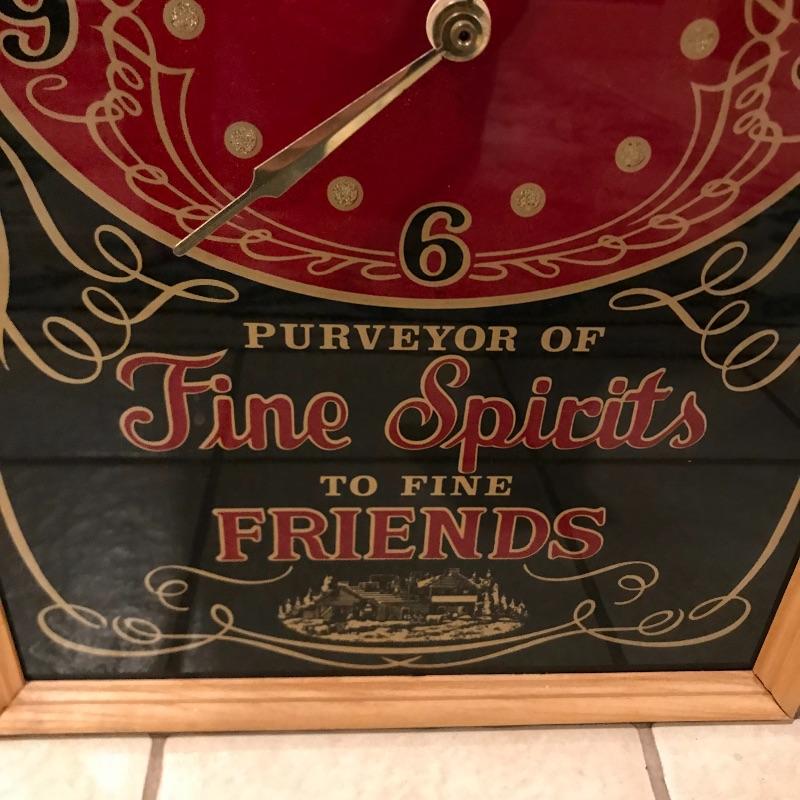 9
6
PURVEYOR OF
Fine Spirits
TO FINE
FRIENDS